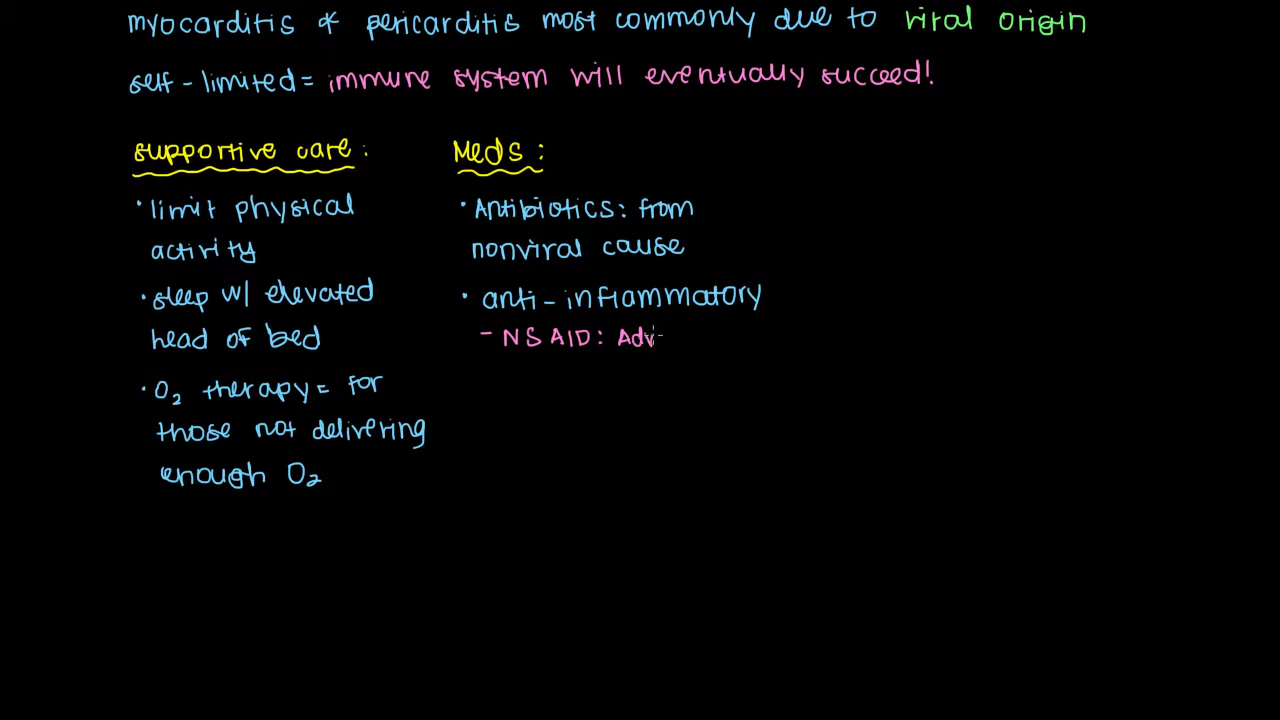 myocarditis & pericarditis most commonly due to viral origin
self-limited = immune system will eventually succeed!
supportive care:
• limit physical
activity
• sleep w/ elevated
head of bed
• O₂ therapy = for
those not delivering
enough O₂
Meds:
• Antibiotics: from
nonviral cause
• anti-inflammatory
- NSAID: Adv